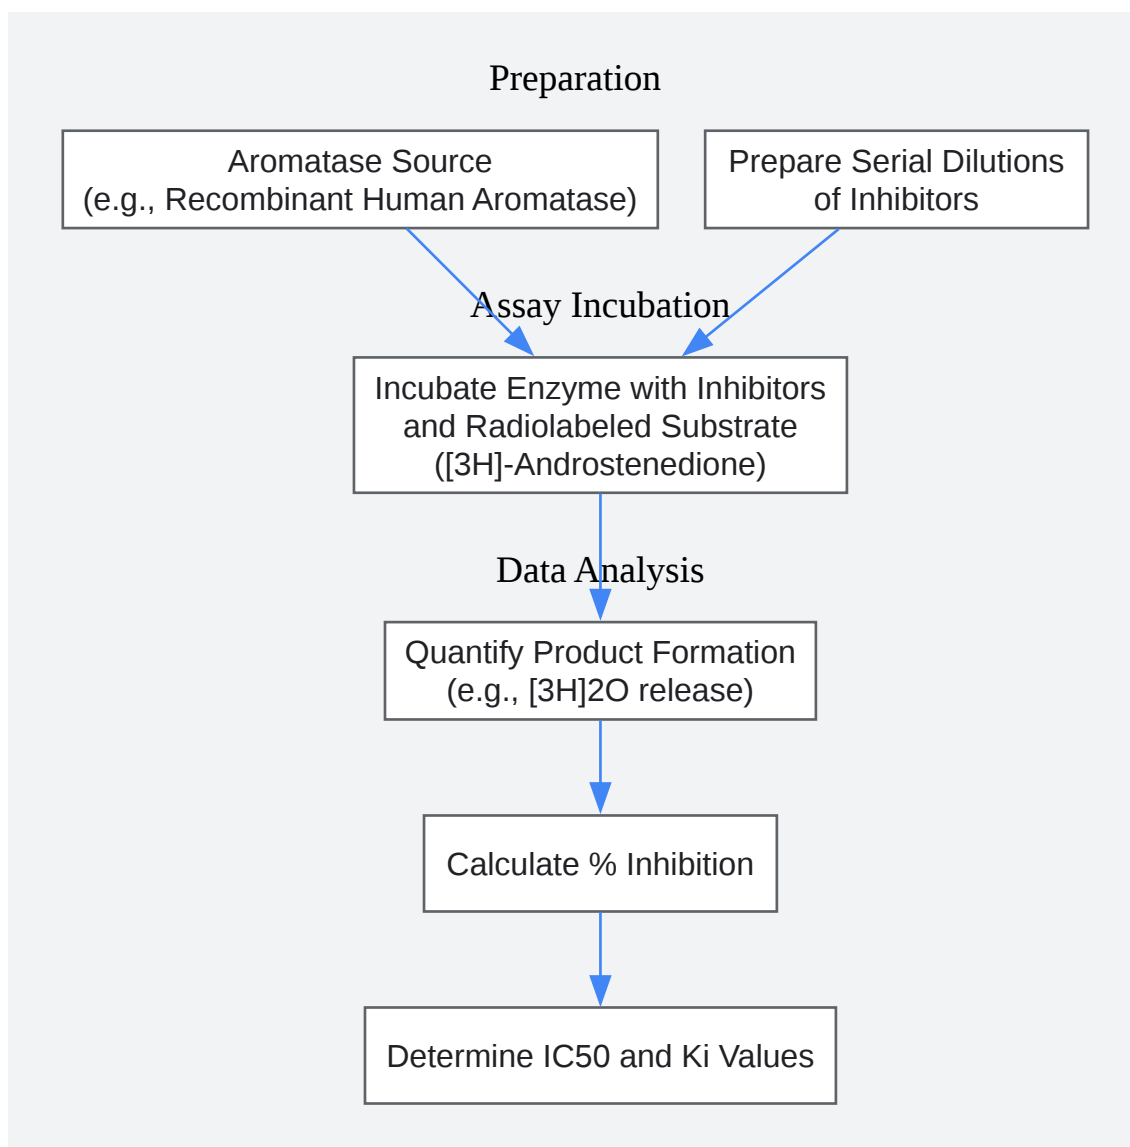 Preparation
Aromatase Source
(e.g., Recombinant Human Aromatase)
Prepare Serial Dilutions
of Inhibitors
Assay Incubation
Incubate Enzyme with Inhibitors
and Radiolabeled Substrate
([3H]-Androstenedione)
Data Analysis
Quantify Product Formation
(e.g., [3H]2O release)
Calculate % Inhibition
Determine IC50 and Ki Values